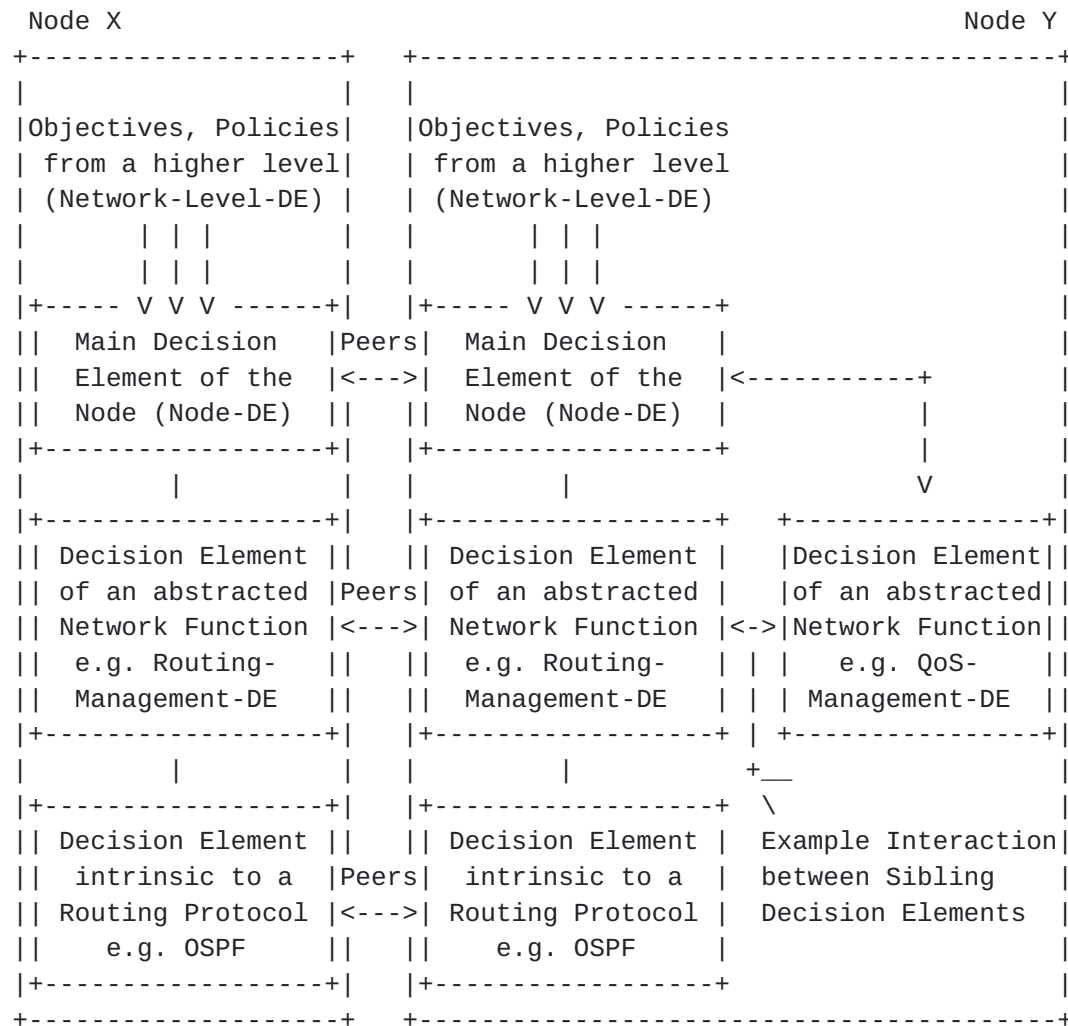 Node X                                                      Node Y
+--------------------+   +-----------------------------------------+
|                    |   |                                         |
|Objectives, Policies|   |Objectives, Policies                     |
| from a higher level|   | from a higher level                     |
| (Network-Level-DE) |   | (Network-Level-DE)                      |
|       | | |        |   |       | | |                             |
|       | | |        |   |       | | |                             |
|+----- V V V ------+|   |+----- V V V ------+                     |
||  Main Decision   |Peers|  Main Decision   |                     |
||  Element of the  |<--->|  Element of the  |<-----------+        |
||  Node (Node-DE)  ||   ||  Node (Node-DE)  |            |        |
|+------------------+|   |+------------------+            |        |
|         |          |   |         |                      V        |
|+------------------+|   |+------------------+   +----------------+|
|| Decision Element ||   || Decision Element |   |Decision Element||
|| of an abstracted |Peers| of an abstracted |   |of an abstracted||
|| Network Function |<--->| Network Function |<->|Network Function||
||  e.g. Routing-   ||   ||  e.g. Routing-   | | |   e.g. QoS-    ||
||  Management-DE   ||   ||  Management-DE   | | | Management-DE  ||
|+------------------+|   |+------------------+ | +----------------+|
|         |          |   |         |           +__                 |
|+------------------+|   |+------------------+  \                  |
|| Decision Element ||   || Decision Element |  Example Interaction|
||  intrinsic to a  |Peers|  intrinsic to a  |  between Sibling    |
|| Routing Protocol |<--->| Routing Protocol |  Decision Elements  |
||    e.g. OSPF     ||   ||    e.g. OSPF     |                     |
|+------------------+|   |+------------------+                     |
+--------------------+   +-----------------------------------------+